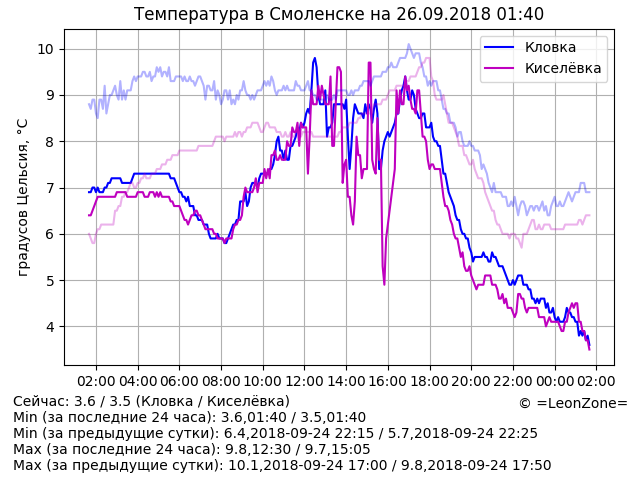 Температура в Смоленске на 26.09.2018 01:40
Кловка
Киселёвка
градусов Цельсия, °C
10
9
8
7
6
5
4
02:00 04:00 06:00 08:00 10:00 12:00 14:00 16:00 18:00 20:00 22:00 00:00 02:00
Сейчас: 3.6 / 3.5 (Кловка / Киселёвка)
© =LeonZone=
Min (за последние 24 часа): 3.6,01:40 / 3.5,01:40
Min (за предыдущие сутки): 6.4,2018-09-24 22:15 / 5.7,2018-09-24 22:25
Max (за последние 24 часа): 9.8,12:30 / 9.7,15:05
Max (за предыдущие сутки): 10.1,2018-09-24 17:00 / 9.8,2018-09-24 17:50